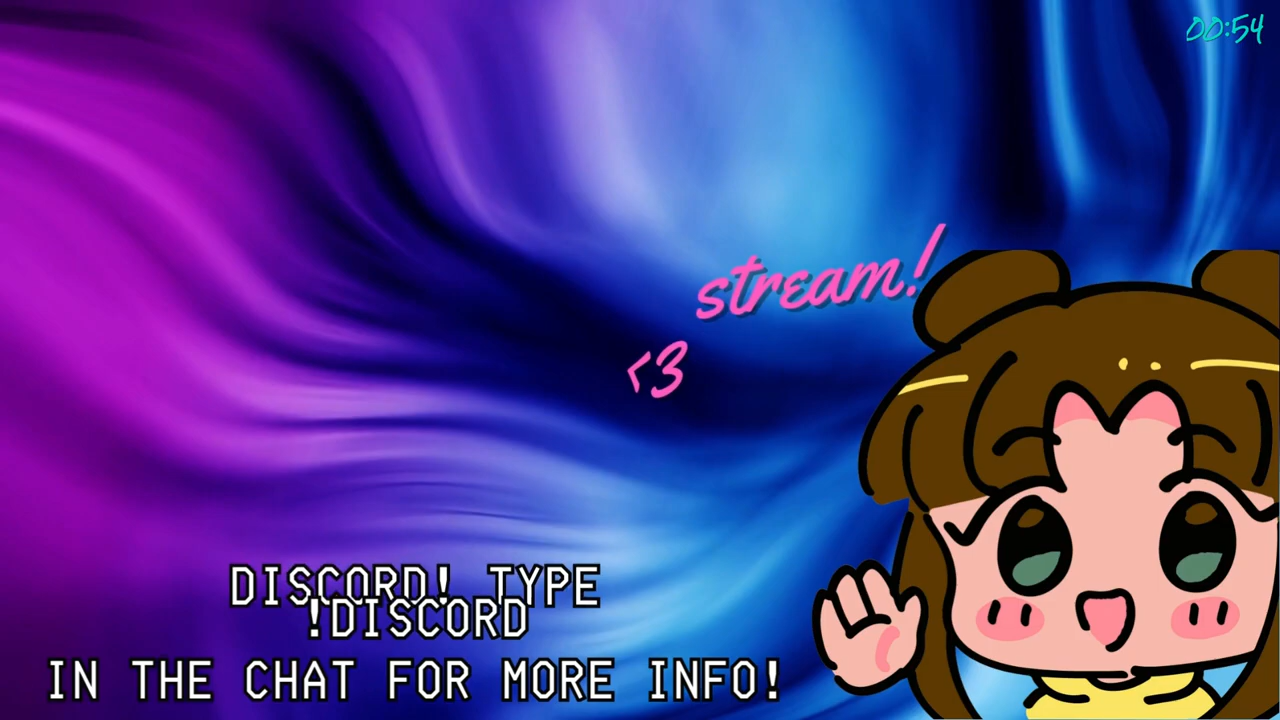 00:54
stream!
<3
DISCORD! TYPE
!DISCORD
IN THE CHAT FOR MORE INFO!